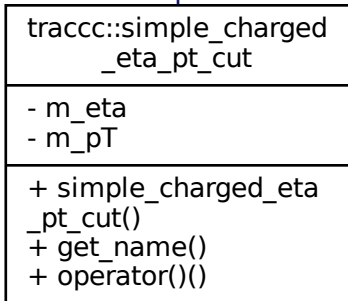 traccc::simple_charged
_eta_pt_cut
- m_eta
- m_pT
+ simple_charged_eta
_pt_cut()
+ get_name()
+ operator()()